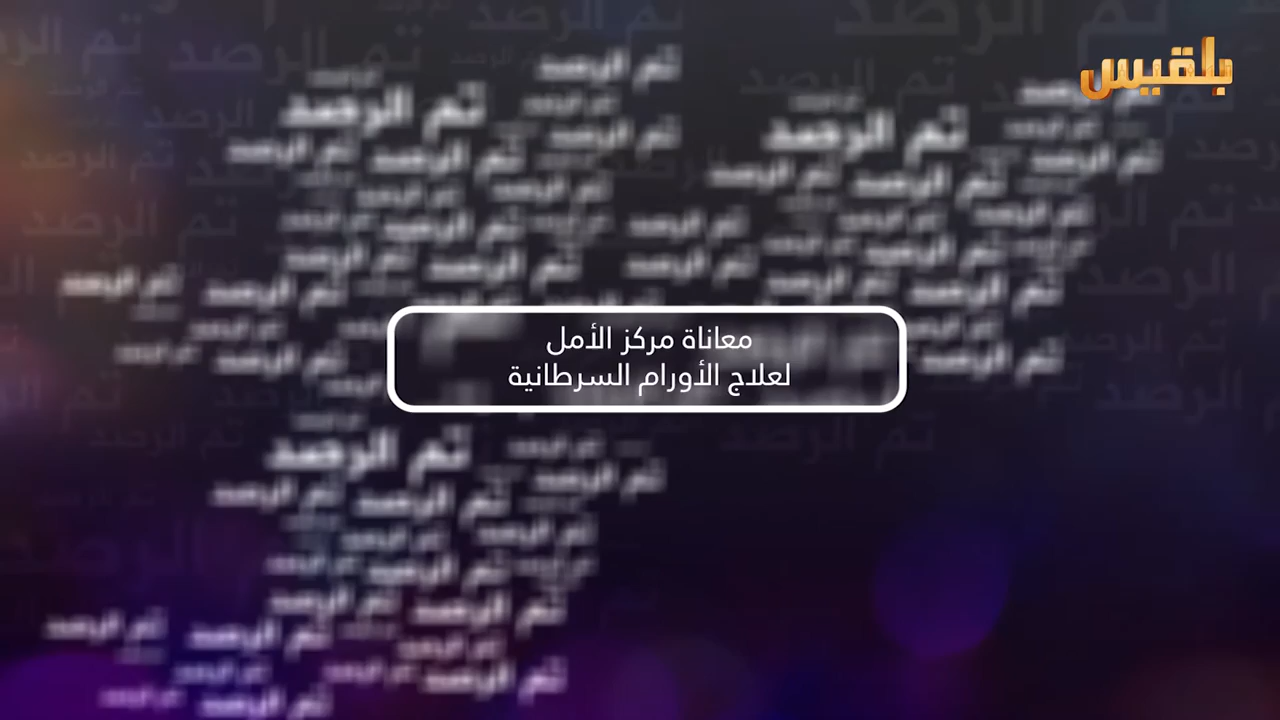 بلقيس
معاناة مركز الأمل
لعلاج الأورام السرطانية
تم الرصد